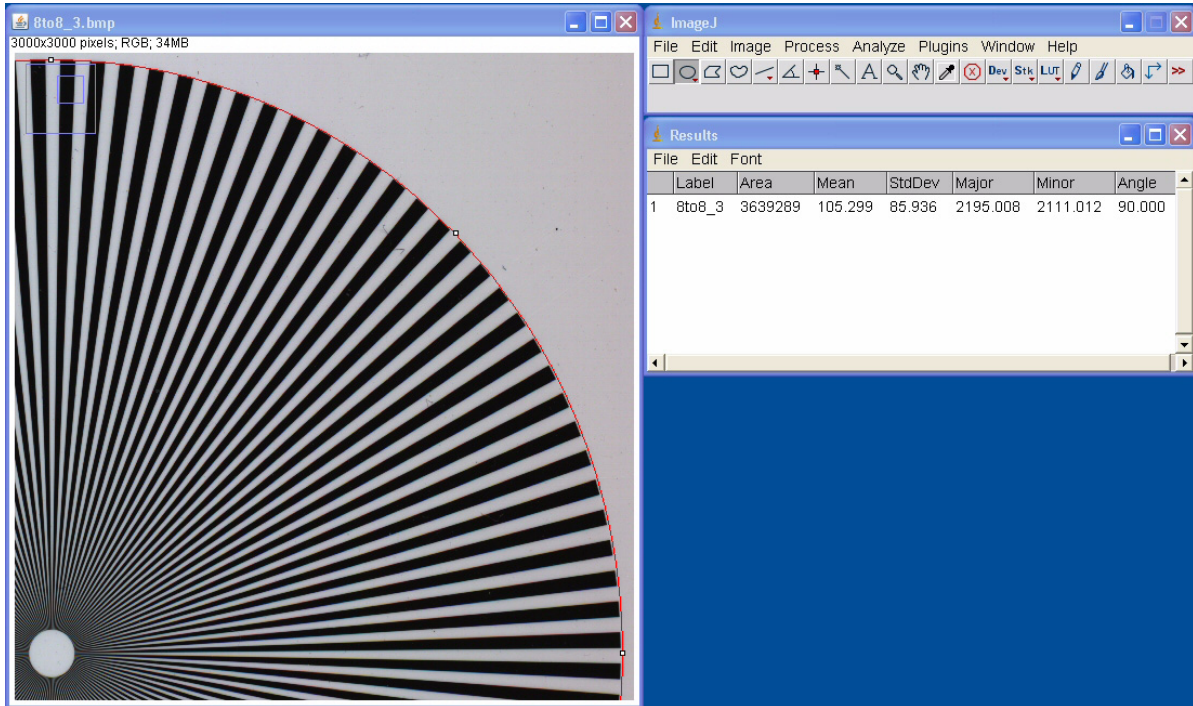 8to8_3.bmp
3000x3000 pixels; RGB; 34MB
ImageJ
File Edit Image Process Analyze Plugins Window Help
Dev Stk LUT >>
Results
File Edit Font
Label Area Mean StdDev Major Minor Angle
1 8to8_3 3639289 105.299 85.936 2195.008 2111.012 90.000